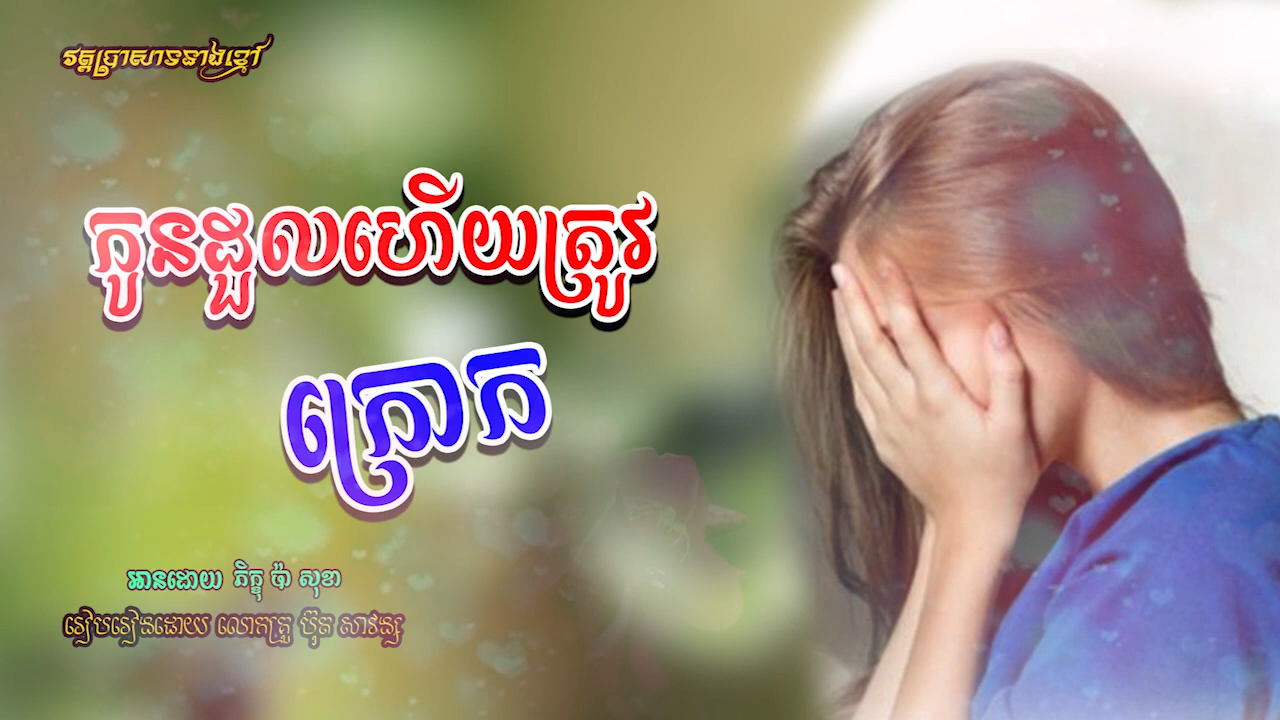 វត្តប្រាសាទនាងខ្មៅ
កូនដួលហើយត្រូវ
ក្រោក
អានដោយ ភិក្ខុ ប៉ា សុខា
រៀបរៀងដោយ លោកគ្រូ ប៊ុត សាវង្ស